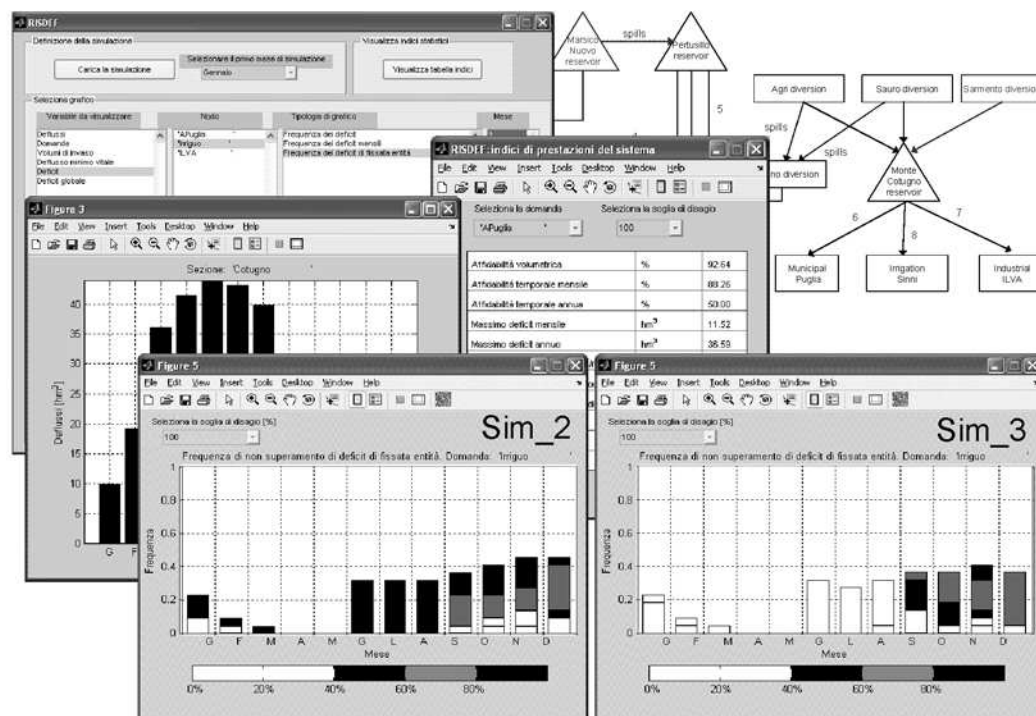 RISDEF
Definizione della simulazione
Carica la simulazione
Selezionare il primo mese di simulazione
Gennaio
Visualizza indici statistici
Visualizza tabella indici
Selezione grafico
Variabile da visualizzare
Nodo
Tipologia di grafico
Mese
Deflussi
Domande
Volumi di invaso
Deflusso minimo vitale
Deficit
Deficit globale
'APuglia '
'Irriguo '
'ILVA '
Frequenza dei deficit
Frequenza dei deficit mensili
Frequenza dei deficit di fissata entità
Marsico
Nuovo
reservoir
spills
Pertusillo
reservoir
5
Agri diversion
Sauro diversion
Sarmento diversion
spills
spills
no diversion
Monte
Cotugno
reservoir
6
8
7
Municipal
Puglia
Irrigation
Sinni
Industrial
ILVA
RISDEF:indici di prestazioni del sistema
File Edit View Insert Tools Desktop Window Help
Seleziona la domanda
Seleziona la soglia di disagio
'APuglia '
100
Affidabilità volumetrica % 92.64
Affidabilità temporale mensile % 88.26
Affidabilità temporale annua % 50.00
Massimo deficit mensile hm³ 11.52
Massimo deficit annuo hm³ 36.59
Figure 3
File Edit View Insert Tools Desktop Window Help
Sezione: 'Cotugno '
Deflussi [hm³]
40
35
30
25
20
15
10
5
0
G F
Figure 5
File Edit View Insert Tools Desktop Window Help
Seleziona la soglia di disagio [%]
100
Sim_2
Frequenza di non superamento di deficit di fissata entità. Domanda: 'Irriguo '
Frequenza
1
0.8
0.6
0.4
0.2
0
G F M A M G L A S O N D
Mese
0% 20% 40% 60% 80%
Figure 5
File Edit View Insert Tools Desktop Window Help
Seleziona la soglia di disagio [%]
100
Sim_3
Frequenza di non superamento di deficit di fissata entità. Domanda: 'Irriguo '
Frequenza
1
0.8
0.6
0.4
0.2
0
G F M A M G L A S O N D
Mese
0% 20% 40% 60% 80%